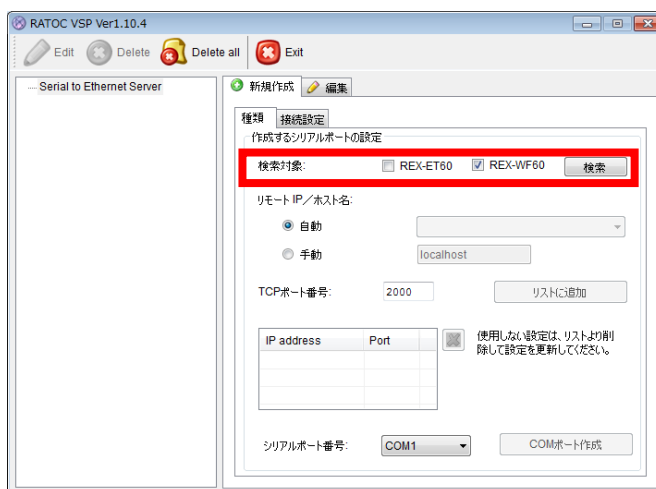 RATOC VSP Ver1.10.4
Edit Delete Delete all Exit
Serial to Ethernet Server
新規作成 編集
種類 接続設定
作成するシリアルポートの設定
検索対象: REX-ET60 REX-WF60 検索
リモート IP/ホスト名:
自動
手動 localhost
TCPポート番号: 2000 リストに追加
IP address Port
使用しない設定は、リストより削
除して設定を更新してください。
シリアルポート番号: COM1 COMポート作成